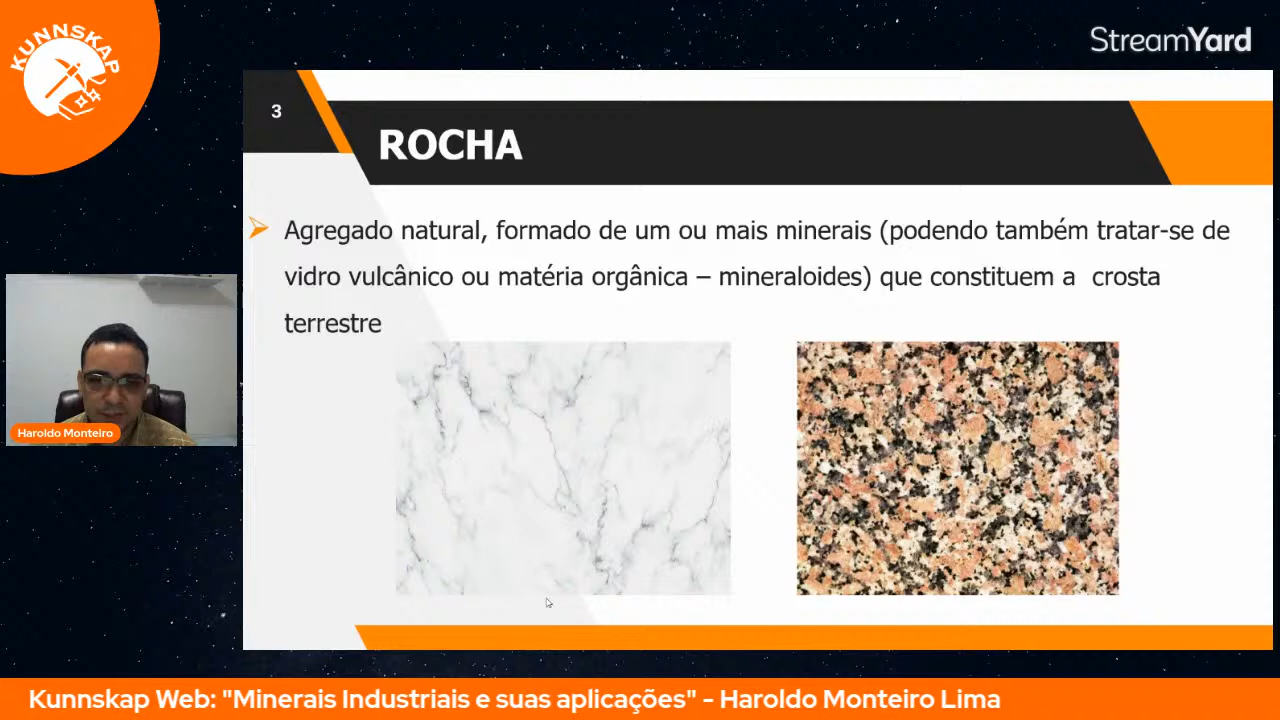 KUNNSKAP
StreamYard
3
ROCHA
Agregado natural, formado de um ou mais minerais (podendo também tratar-se de
vidro vulcânico ou matéria orgânica – mineraloides) que constituem a crosta
terrestre
Haroldo Monteiro
Kunnskap Web: "Minerais Industriais e suas aplicações" - Haroldo Monteiro Lima